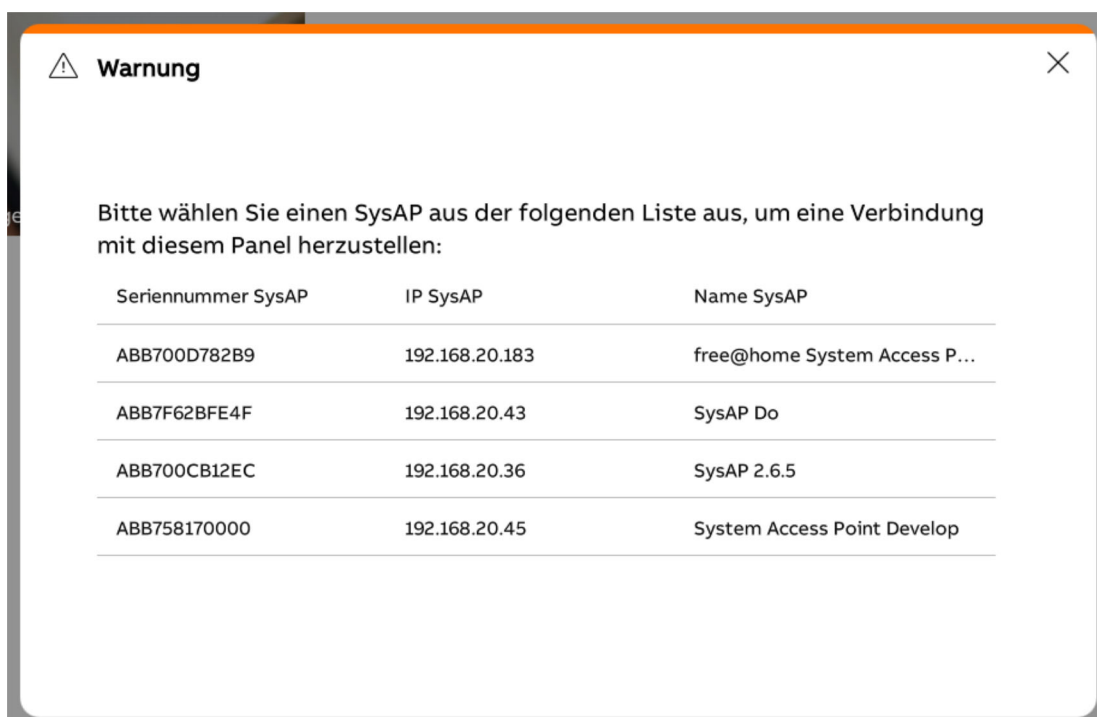 Warnung
Bitte wählen Sie einen SysAP aus der folgenden Liste aus, um eine Verbindung
mit diesem Panel herzustellen:
Seriennummer SysAP IP SysAP Name SysAP
ABB700D782B9 192.168.20.183 free@home System Access P...
ABB7F62BFE4F 192.168.20.43 SysAP Do
ABB700CB12EC 192.168.20.36 SysAP 2.6.5
ABB758170000 192.168.20.45 System Access Point Develop